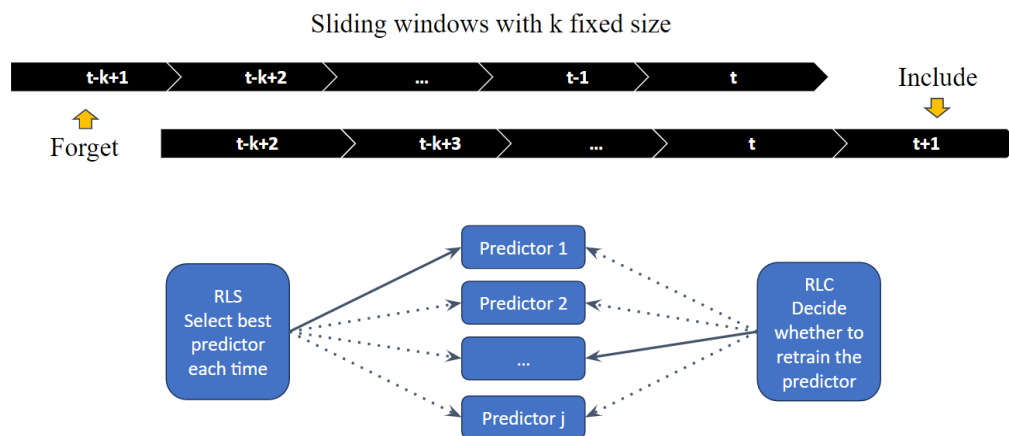 Sliding windows with k fixed size
t-k+1 t-k+2 ... t-1 t
Include
Forget
t-k+2 t-k+3 ... t t+1
RLS
Select best
predictor
each time
Predictor 1
Predictor 2
...
Predictor j
RLC
Decide
whether to
retrain the
predictor